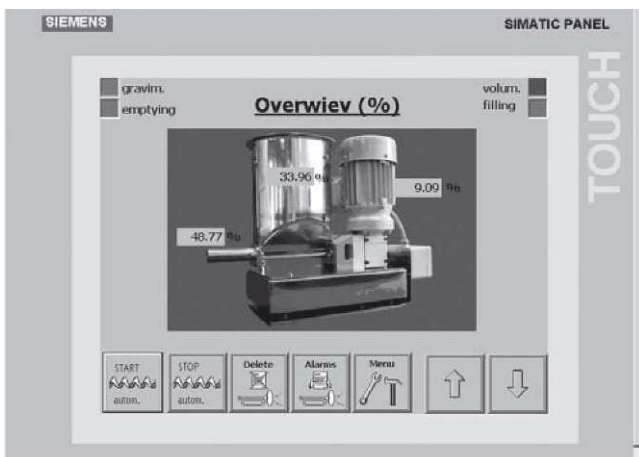 SIEMENS
SIMATIC PANEL
TOUCH
gravim.
emptying
Overwiev (%)
volum.
filling
33.96 %
9.09 %
48.77 %
START
autom.
STOP
autom.
Delete
Alarms
Menu